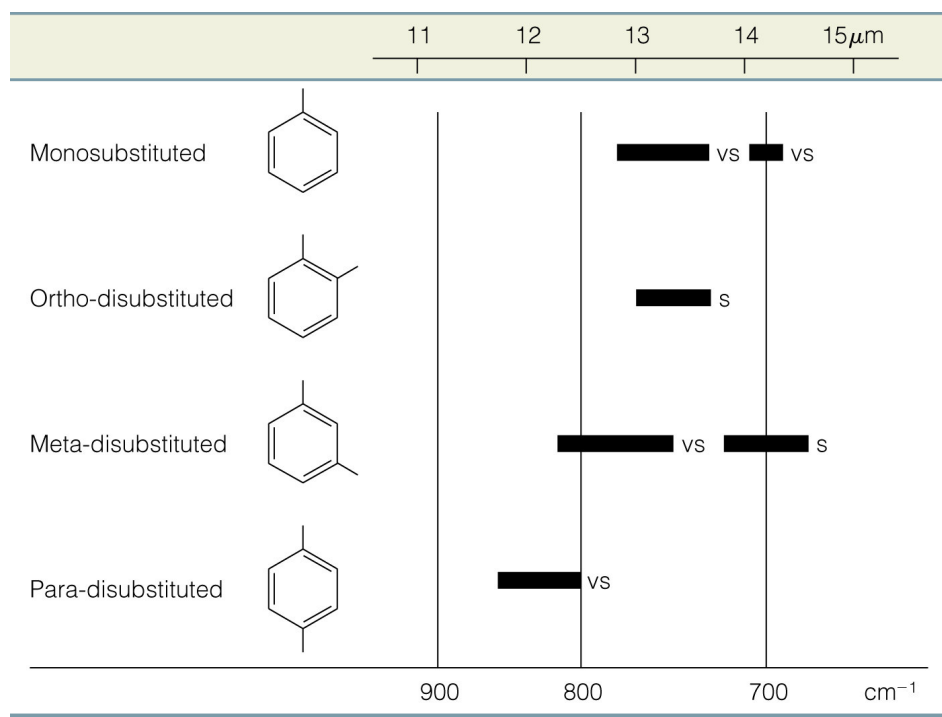 11 12 13 14 15μm
Monosubstituted vs vs
Ortho-disubstituted s
Meta-disubstituted vs s
Para-disubstituted vs
900 800 700 cm⁻¹